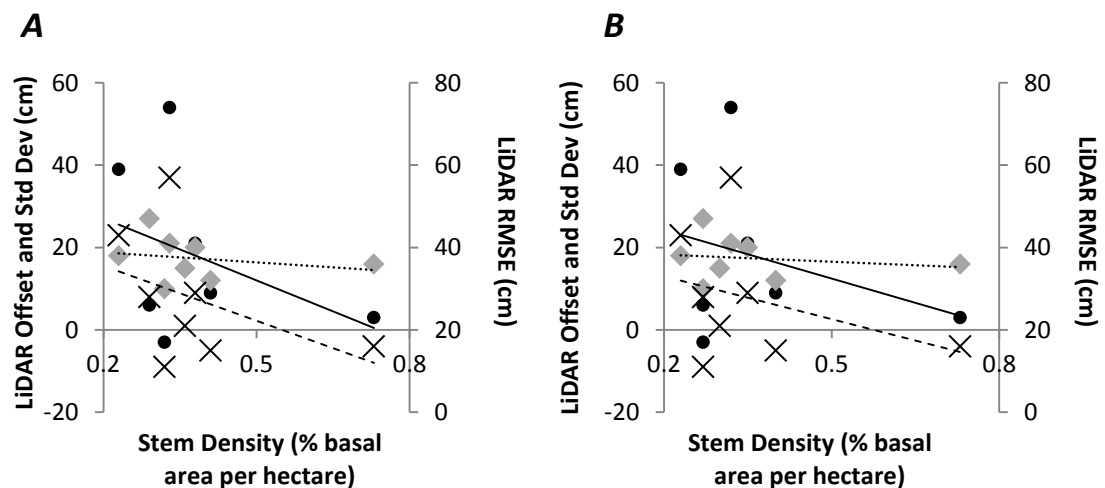 A
B
60
40
20
0
-20
LiDAR Offset and Std Dev (cm)
0.2
0.5
0.8
80
60
40
20
0
LiDAR RMSE (cm)
Stem Density (% basal
area per hectare)
60
40
20
0
-20
LiDAR Offset and Std Dev (cm)
0.2
0.5
0.8
80
60
40
20
0
LiDAR RMSE (cm)
Stem Density (% basal
area per hectare)